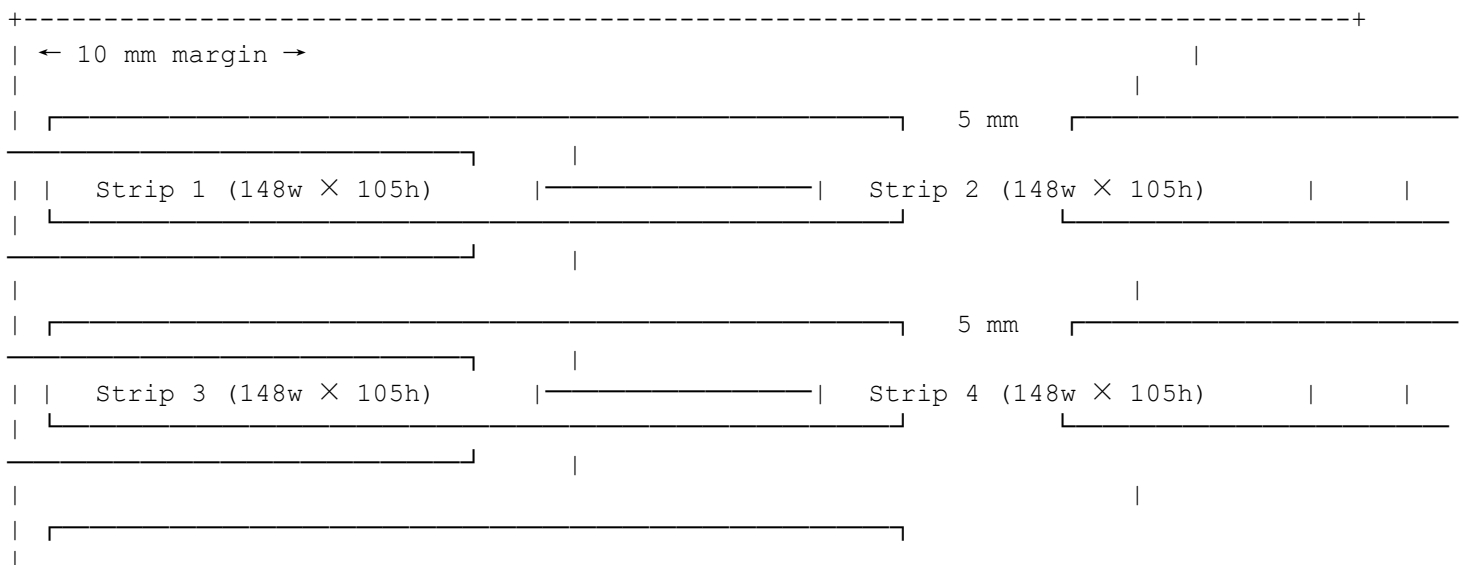 ← 10 mm margin →
5 mm
Strip 1 (148w × 105h) Strip 2 (148w × 105h)
5 mm
Strip 3 (148w × 105h) Strip 4 (148w × 105h)